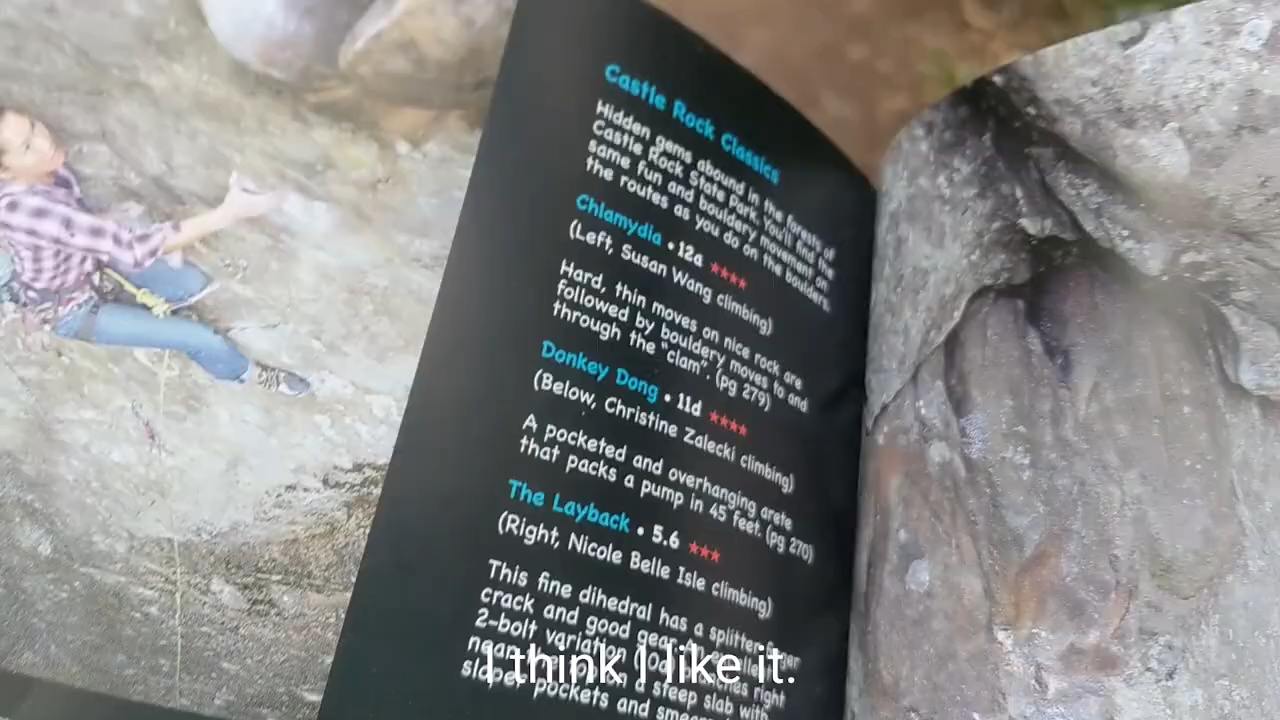 Castle Rock Classics
Hidden gems abound in the forests of
Castle Rock State Park. You'll find the
same fun and bouldery movement on
the routes as you do on the boulders.
Chlamydia • 12a ★★★★
(Left, Susan Wang climbing)
Hard, thin moves on nice rock are
followed by bouldery moves to and
through the "clam". (pg 279)
Donkey Dong • 11d ★★★★
(Below, Christine Zalecki climbing)
A pocketed and overhanging arete
that packs a pump in 45 feet. (pg 270)
The Layback • 5.6 ★★★
(Right, Nicole Belle Isle climbing)
This fine dihedral has a splitter finger
crack and good gear. An
2-bolt variation right
near a steep slab with
sloper pockets and
I think I like it.